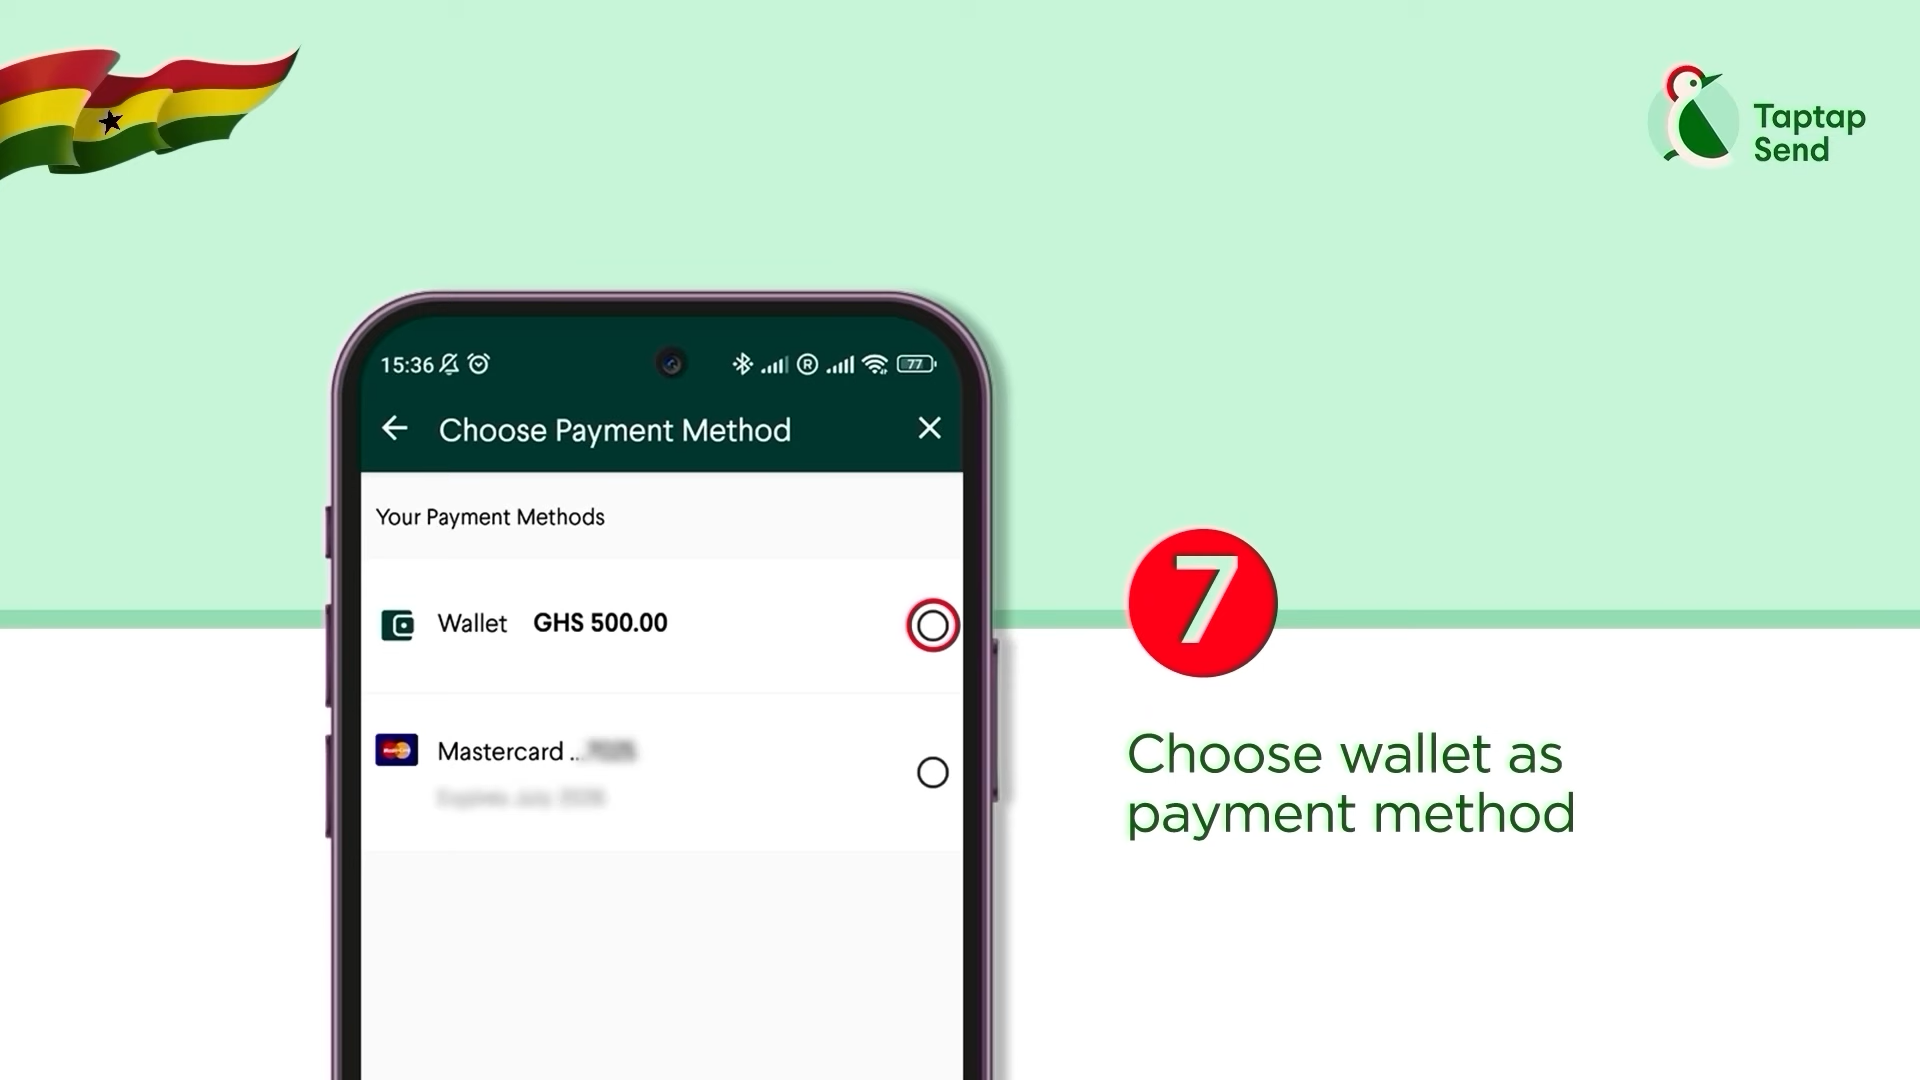 Taptap
Send
15:36 R 77
Choose Payment Method
Your Payment Methods
Wallet GHS 500.00
Mastercard ..
7
Choose wallet as
payment method